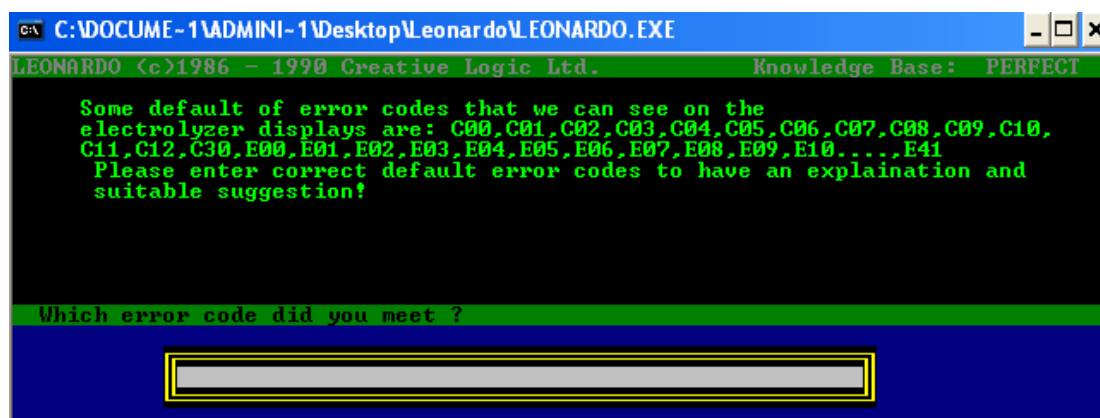 C:\DOCUME~1\ADMINI~1\Desktop\Leonardo\LEONARDO.EXE
LEONARDO (c)1986 - 1990 Creative Logic Ltd. Knowledge Base: PERFECT
Some default of error codes that we can see on the
electrolyzer displays are: C00,C01,C02,C03,C04,C05,C06,C07,C08,C09,C10,
C11,C12,C30,E00,E01,E02,E03,E04,E05,E06,E07,E08,E09,E10....,E41
Please enter correct default error codes to have an explaination and
suitable suggestion!
Which error code did you meet ?